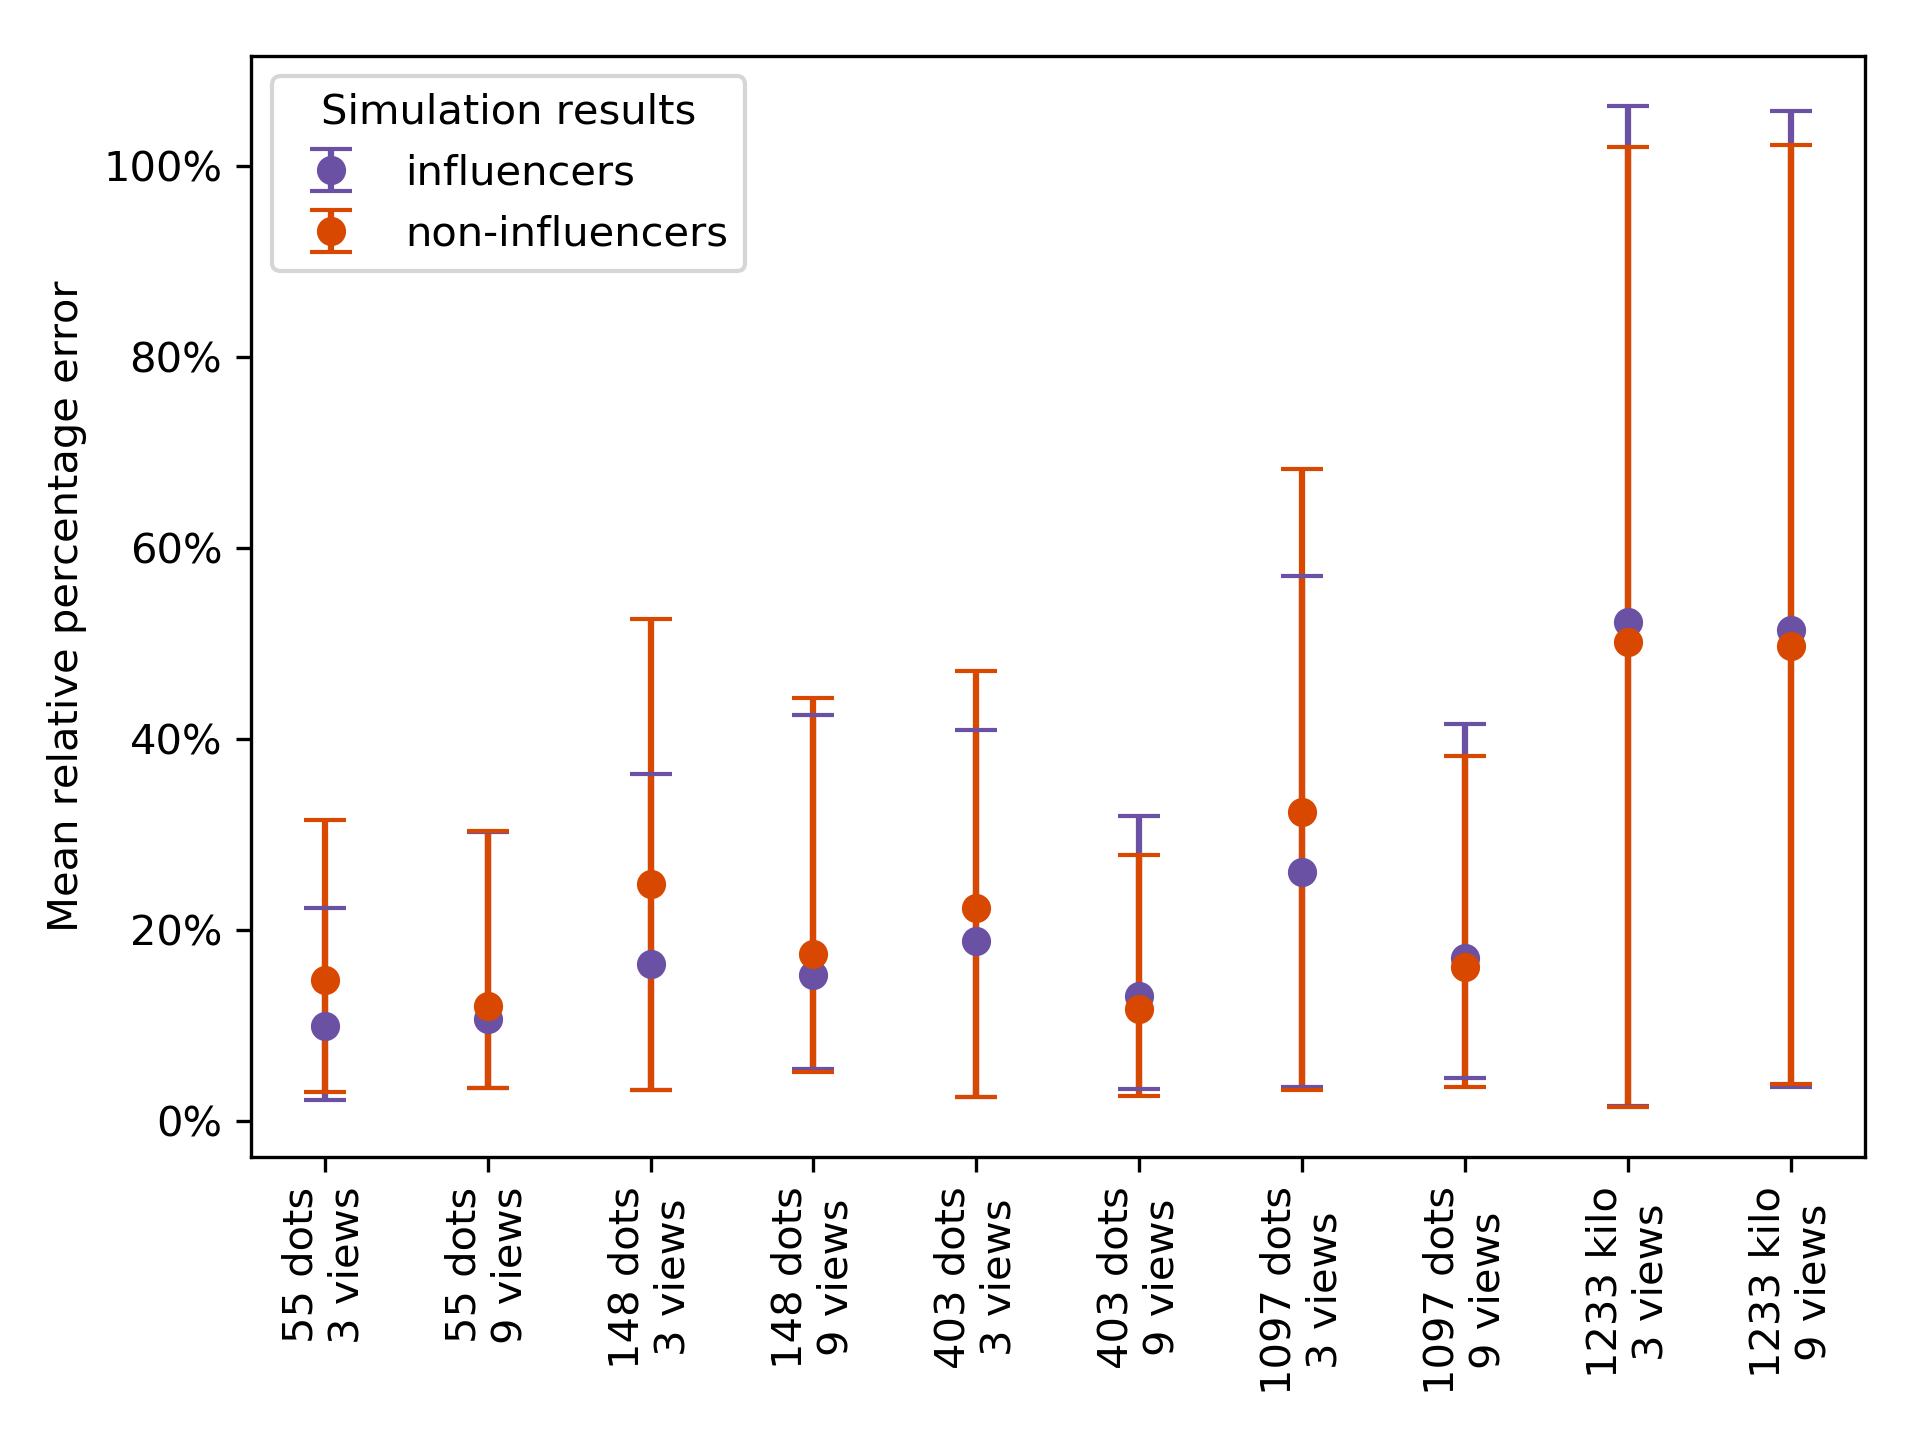 Simulation results
influencers
non-influencers
Mean relative percentage error
100%
80%
60%
40%
20%
0%
55 dots
3 views
55 dots
9 views
148 dots
3 views
148 dots
9 views
403 dots
3 views
403 dots
9 views
1097 dots
3 views
1097 dots
9 views
1233 kilo
3 views
1233 kilo
9 views